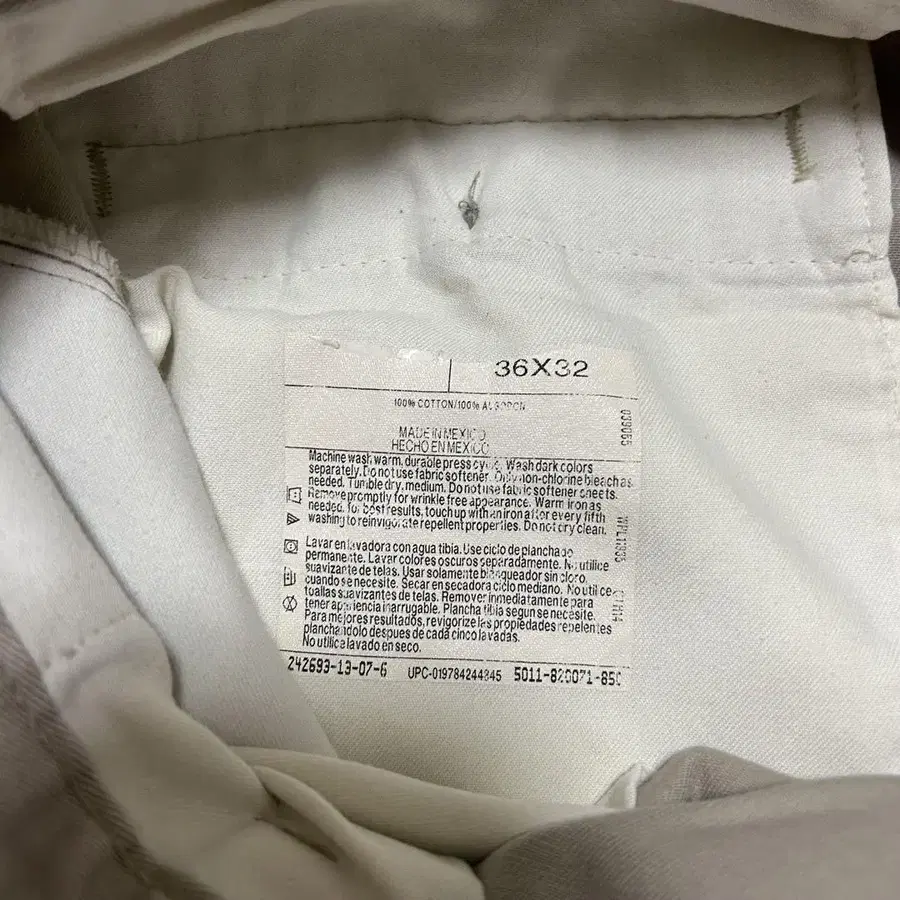 36X32
100% COTTON/100% ALGODON
MADE IN MEXICO
HECHO EN MEXICO
039065
Machine wash, warm, durable press cycle. Wash dark colors
separately. Do not use fabric softener. Only non-chlorine bleach as
needed. Tumble dry, medium. Do not use fabric softener sheets.
Remove promptly for wrinkle free appearance. Warm iron as
needed, for best results, touch up with an iron after every fifth
washing to reinvigorate repellent properties. Do not dry clean.
Lavar en lavadora con agua tibia. Use ciclo de planchado
permanente. Lavar colores oscuros separadamente. No utilice
suavizante de telas. Usar solamente blanqueador sin cloro,
cuando se necesite. Secar en secadora ciclo mediano. No utilice
toallas suavizantes de telas. Remover inmediatamente para
tener apariencia inarrugable. Plancha tibia segun se necesite.
Para mejores resultados, revigorize las propiedades repelentes
planchandolo despues de cada cinco lavadas.
No utilice lavado en seco.
242693-13-07-6 UPC-019784244345